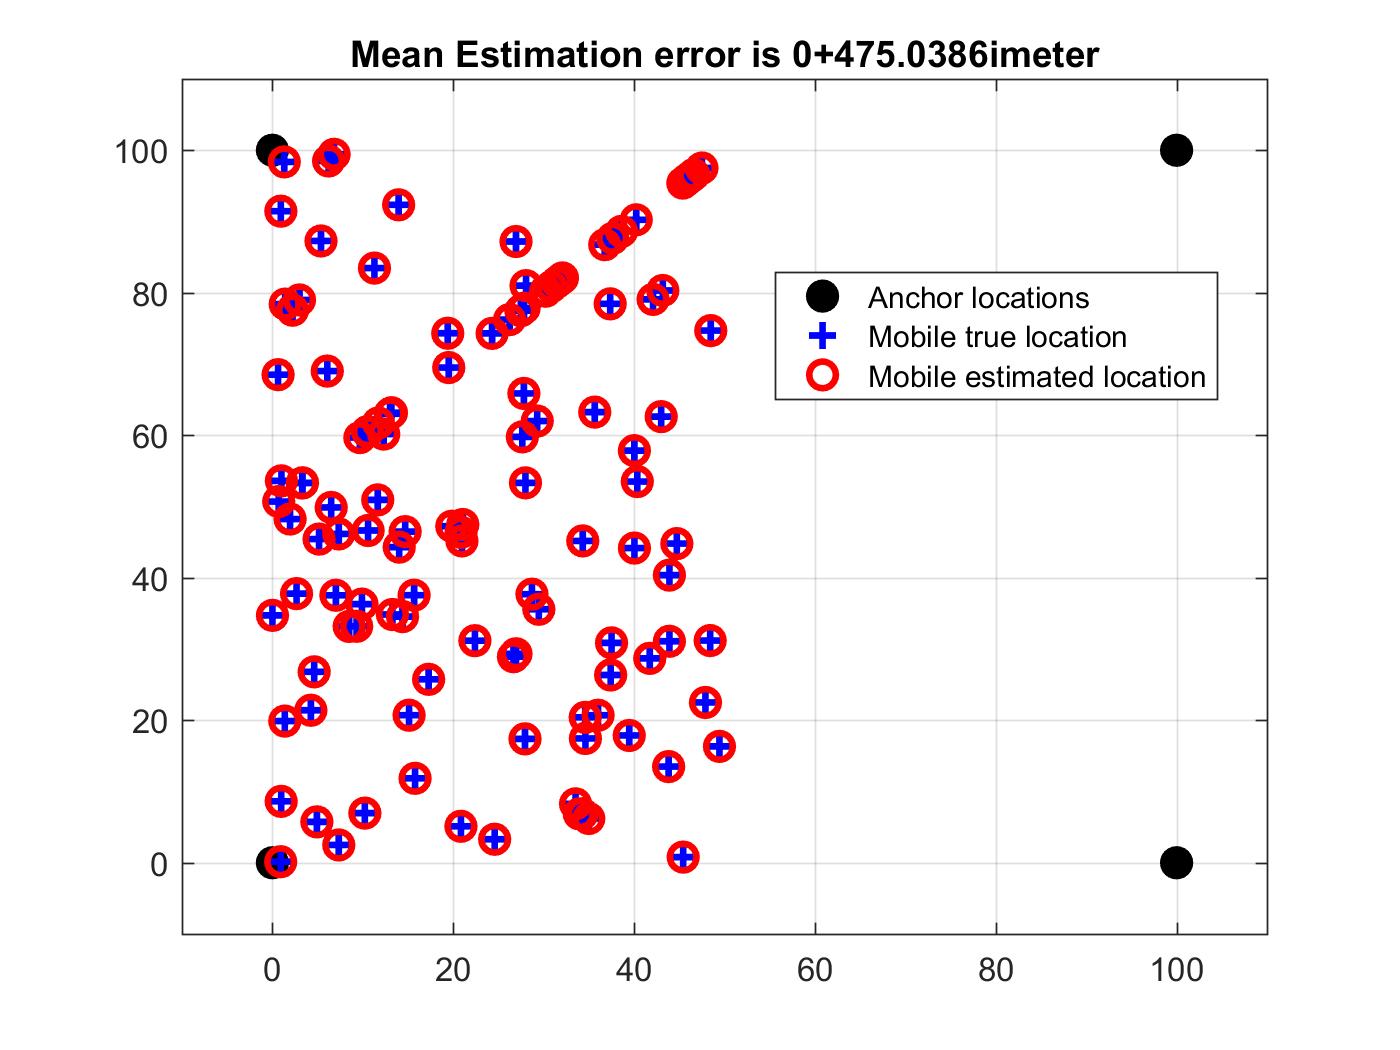 Mean Estimation error is 0+475.0386imeter
100
80
60
40
20
0
Anchor locations
Mobile true location
Mobile estimated location
0 20 40 60 80 100